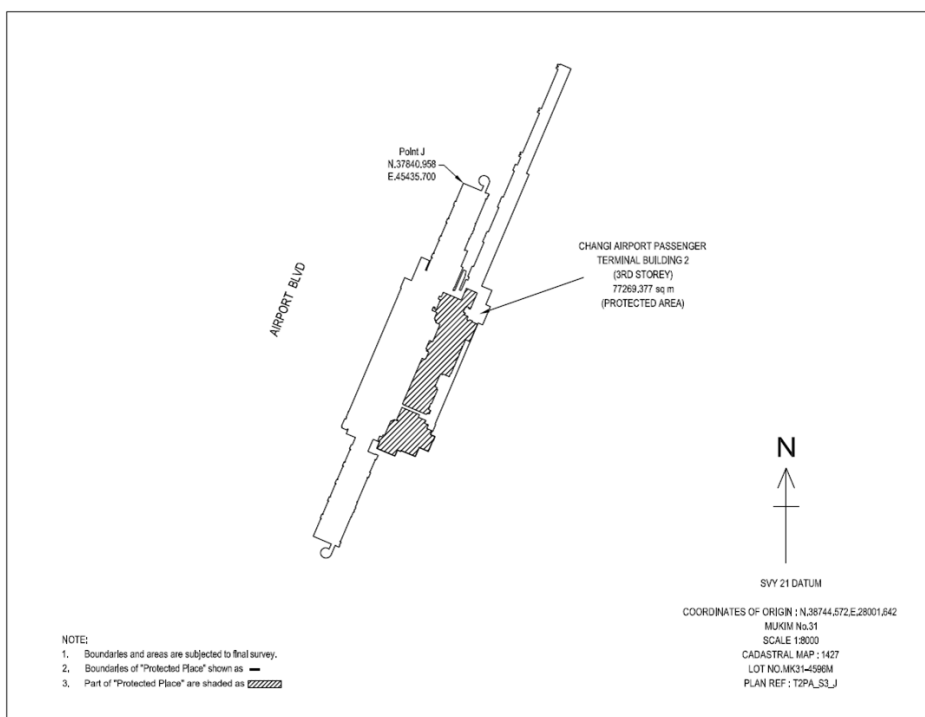 Point J
N.37840.958
E.45435.700
AIRPORT BLVD
CHANGI AIRPORT PASSENGER
TERMINAL BUILDING 2
(3RD STOREY)
77269.377 sq m
(PROTECTED AREA)
N
SVY 21 DATUM
COORDINATES OF ORIGIN : N.38744.572,E.28001.642
MUKIM No.31
SCALE 1:8000
CADASTRAL MAP : 1427
LOT NO.MK31-4596M
PLAN REF : T2PA_S3_J
NOTE:
1. Boundaries and areas are subjected to final survey.
2. Boundaries of "Protected Place" shown as
3. Part of "Protected Place" are shaded as